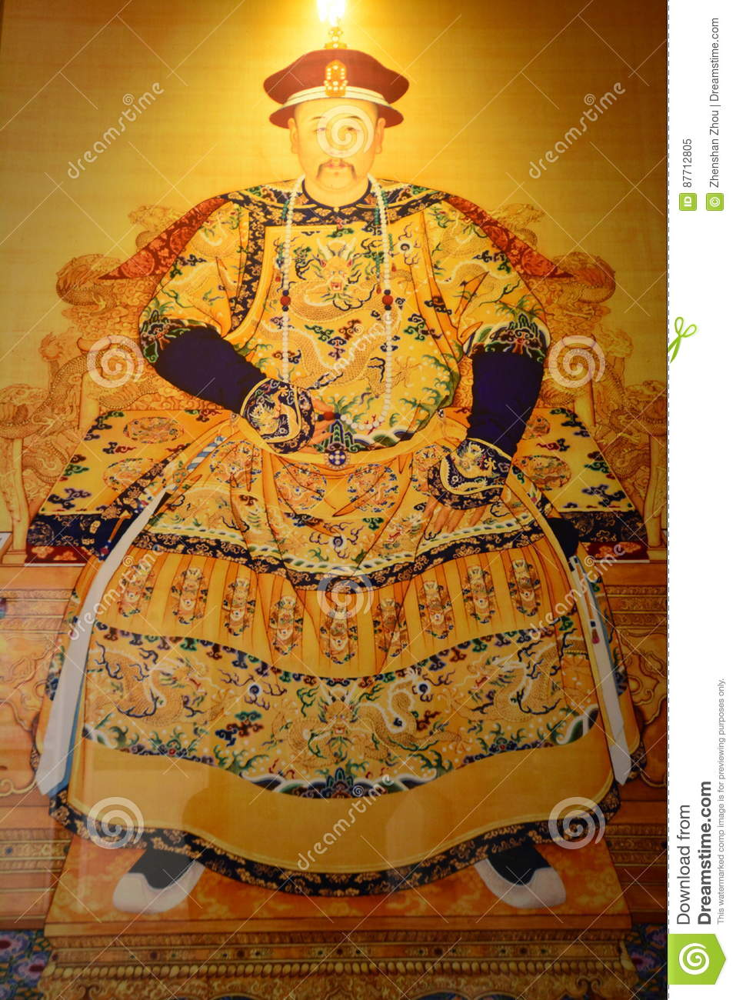 dreamstime
dreamstime
dreamstime
dreamstime
dreamstime
dreamstime
ID 87712805
© Zhenshan Zhou | Dreamstime.com
Download from
Dreamstime.com
This watermarked comp image is for previewing purposes only.